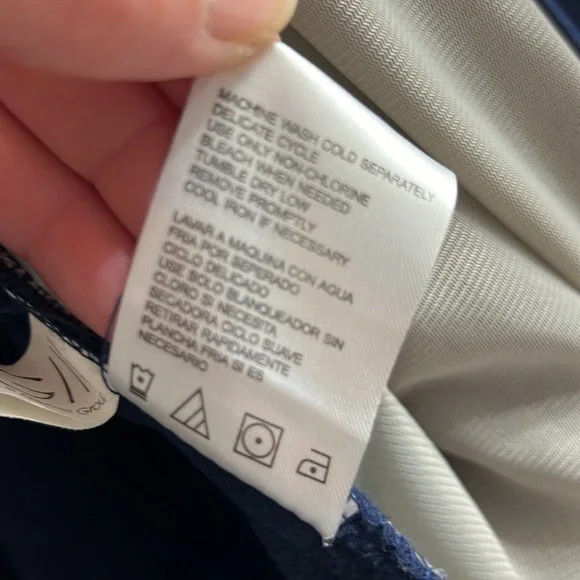 MACHINE WASH COLD SEPARATELY
DELICATE CYCLE
USE ONLY NON-CHLORINE
BLEACH WHEN NEEDED
TUMBLE DRY LOW
REMOVE PROMPTLY
COOL IRON IF NECESSARY
LAVAR A MAQUINA CON AGUA
FRIA POR SEPERADO
CICLO DELICADO
USE SOLO BLANQUEADOR SIN
CLORO SI NECESITA
SECADORA CICLO SUAVE
RETIRAR RAPIDAMENTE
PLANCHA FRIA SI ES
NECESARIO